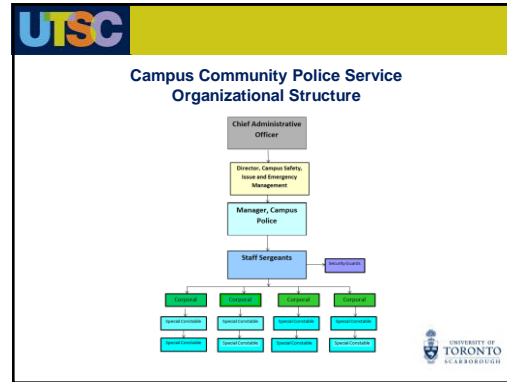 UTSC
Campus Community Police Service
Organizational Structure
Chief Administrative
Officer
Director, Campus Safety,
Issue and Emergency
Management
Manager, Campus
Police
Staff Sergeants
Security Guards
Corporal
Corporal
Corporal
Corporal
Special Constable
Special Constable
Special Constable
Special Constable
Special Constable
Special Constable
Special Constable
Special Constable
UNIVERSITY OF
TORONTO
SCARBOROUGH